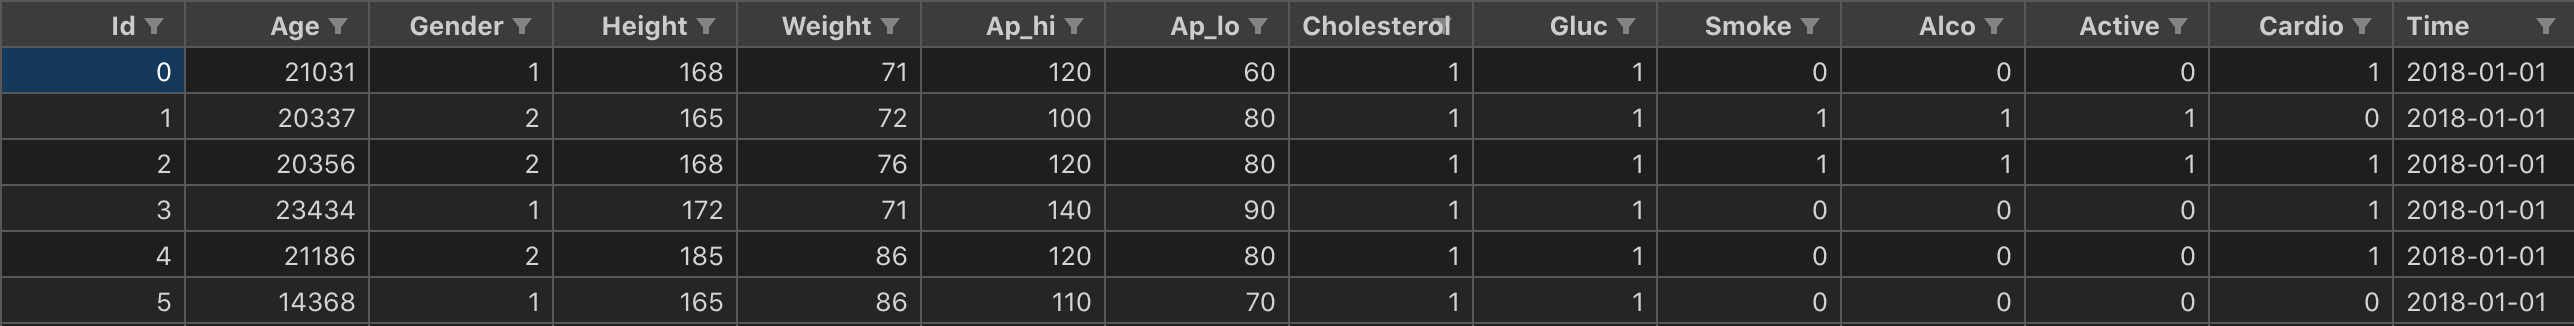 Id Age Gender Height Weight Ap_hi Ap_lo Cholesterol Gluc Smoke Alco Active Cardio Time
0 21031 1 168 71 120 60 1 1 0 0 0 1 2018-01-01
1 20337 2 165 72 100 80 1 1 1 1 1 0 2018-01-01
2 20356 2 168 76 120 80 1 1 1 1 1 1 2018-01-01
3 23434 1 172 71 140 90 1 1 0 0 0 1 2018-01-01
4 21186 2 185 86 120 80 1 1 0 0 0 1 2018-01-01
5 14368 1 165 86 110 70 1 1 0 0 0 0 2018-01-01